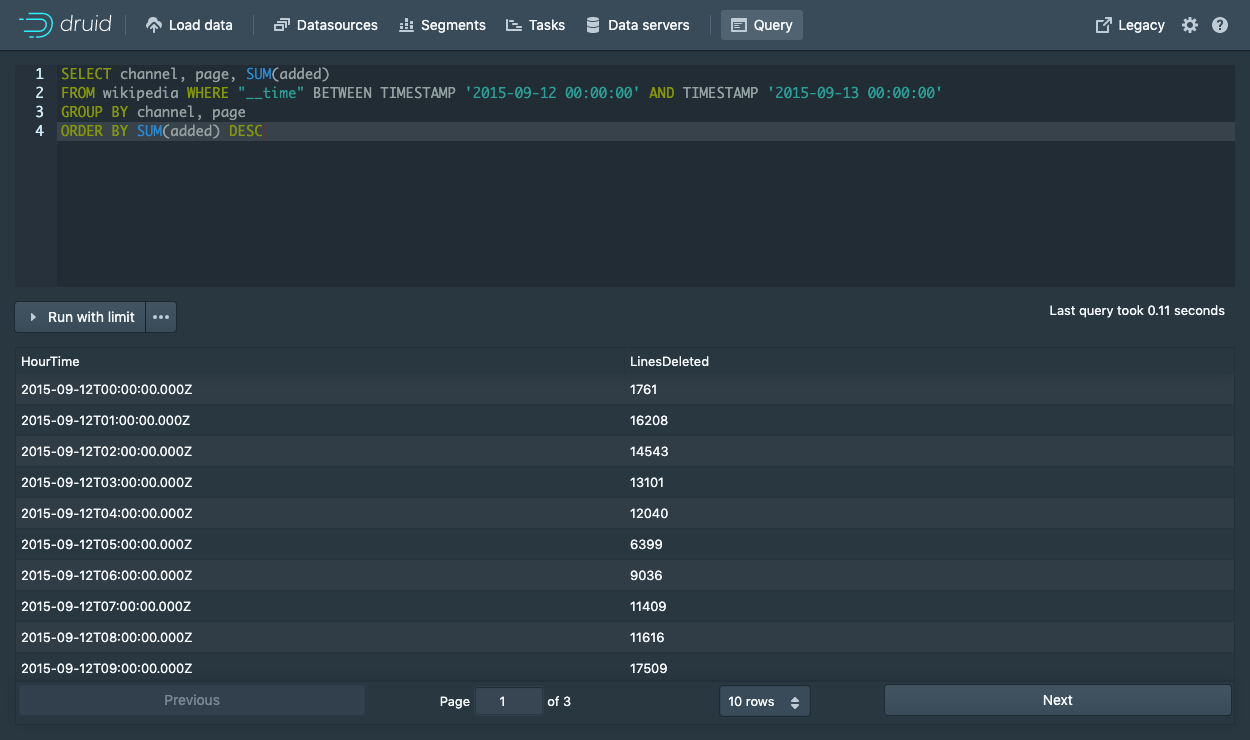 druid Load data Datasources Segments Tasks Data servers Query Legacy
1 SELECT channel, page, SUM(added)
2 FROM wikipedia WHERE "__time" BETWEEN TIMESTAMP '2015-09-12 00:00:00' AND TIMESTAMP '2015-09-13 00:00:00'
3 GROUP BY channel, page
4 ORDER BY SUM(added) DESC
Run with limit Last query took 0.11 seconds
HourTime LinesDeleted
2015-09-12T00:00:00.000Z 1761
2015-09-12T01:00:00.000Z 16208
2015-09-12T02:00:00.000Z 14543
2015-09-12T03:00:00.000Z 13101
2015-09-12T04:00:00.000Z 12040
2015-09-12T05:00:00.000Z 6399
2015-09-12T06:00:00.000Z 9036
2015-09-12T07:00:00.000Z 11409
2015-09-12T08:00:00.000Z 11616
2015-09-12T09:00:00.000Z 17509
Previous Page 1 of 3 10 rows Next